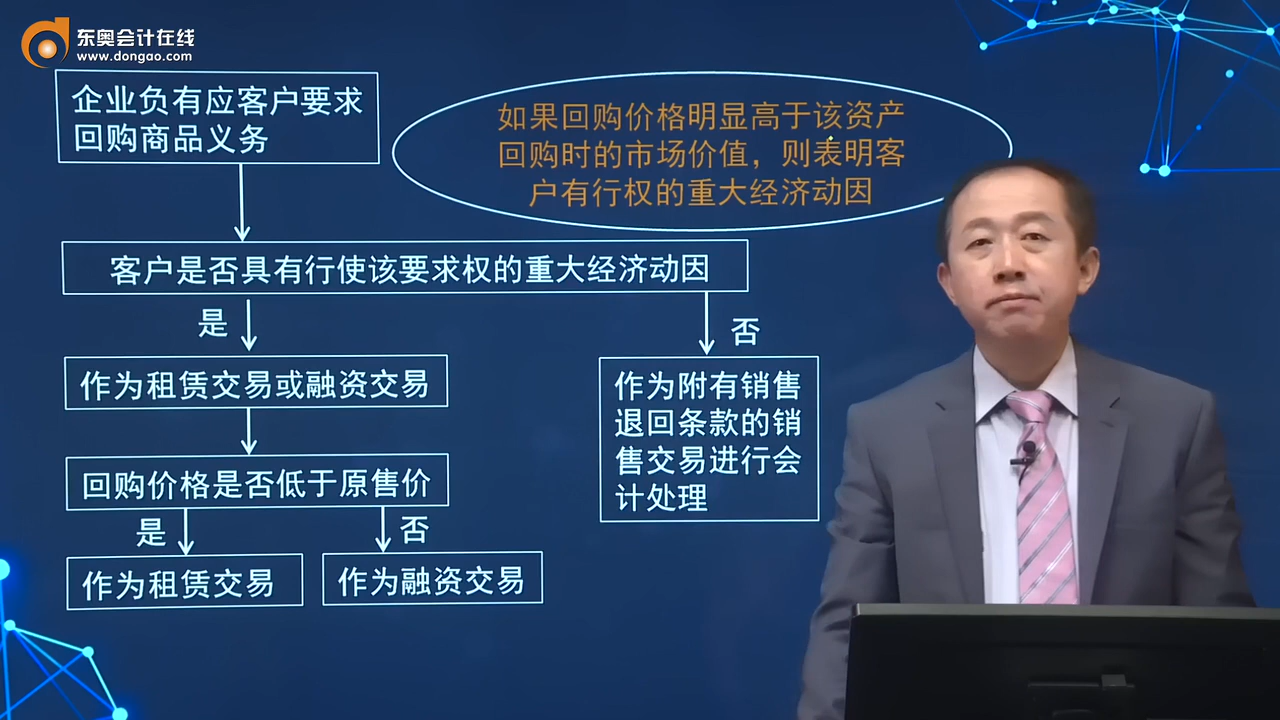 东奥会计在线
www.dongao.com
企业负有应客户要求
回购商品义务
如果回购价格明显高于该资产
回购时的市场价值，则表明客
户有行权的重大经济动因
客户是否具有行使该要求权的重大经济动因
是
否
作为租赁交易或融资交易
作为附有销售
退回条款的销
售交易进行会
计处理
回购价格是否低于原售价
是
否
作为租赁交易
作为融资交易